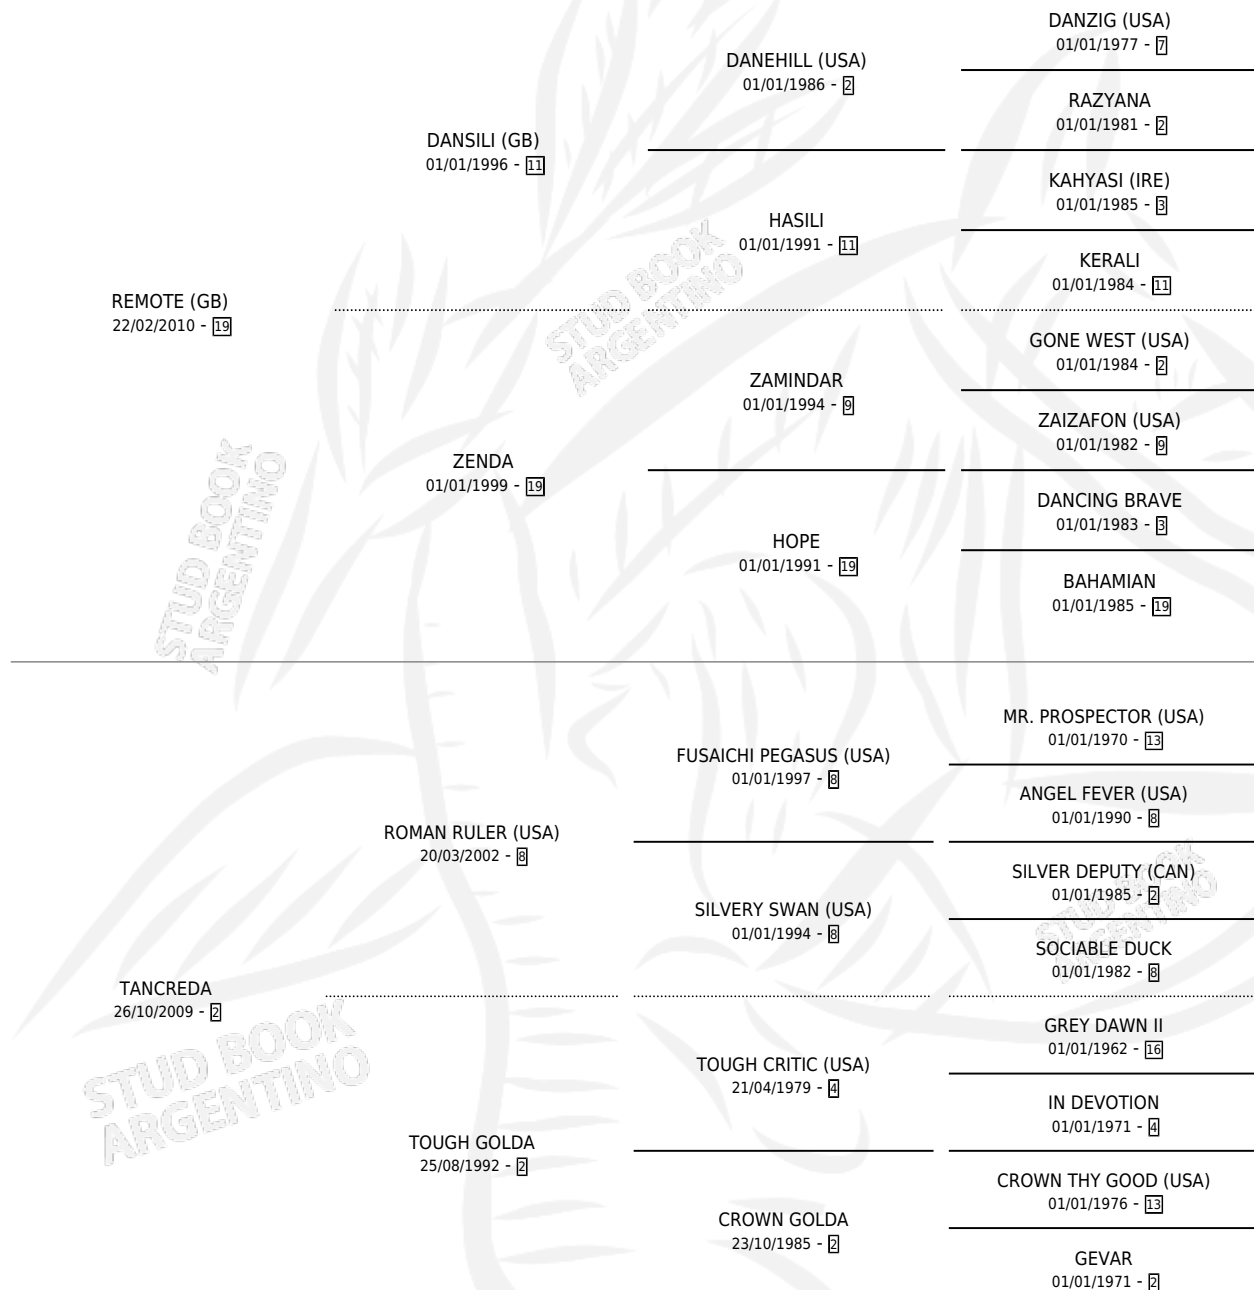 DANZIG (USA)
01/01/1977 - 7
DANEHILL (USA)
01/01/1986 - 2
RAZYANA
01/01/1981 - 2
DANSILI (GB)
01/01/1996 - 11
KAHYASI (IRE)
01/01/1985 - 3
HASILI
01/01/1991 - 11
KERALI
01/01/1984 - 11
REMOTE (GB)
22/02/2010 - 19
GONE WEST (USA)
01/01/1984 - 2
ZAMINDAR
01/01/1994 - 9
ZAIZAFON (USA)
01/01/1982 - 9
ZENDA
01/01/1999 - 19
DANCING BRAVE
01/01/1983 - 3
HOPE
01/01/1991 - 19
BAHAMIAN
01/01/1985 - 19
STUD BOOK
ARGENTINO
STUD BOOK
ARGENTINO
MR. PROSPECTOR (USA)
01/01/1970 - 13
FUSAICHI PEGASUS (USA)
01/01/1997 - 8
ANGEL FEVER (USA)
01/01/1990 - 8
ROMAN RULER (USA)
20/03/2002 - 8
SILVER DEPUTY (CAN)
01/01/1985 - 2
SILVERY SWAN (USA)
01/01/1994 - 8
SOCIABLE DUCK
01/01/1982 - 8
STUD BOOK
ARGENTINO
TANCREDA
26/10/2009 - 2
GREY DAWN II
01/01/1962 - 16
TOUGH CRITIC (USA)
21/04/1979 - 4
IN DEVOTION
01/01/1971 - 4
TOUGH GOLDA
25/08/1992 - 2
CROWN THY GOOD (USA)
01/01/1976 - 13
CROWN GOLDA
23/10/1985 - 2
GEVAR
01/01/1971 - 2
STUD BOOK
ARGENTINO